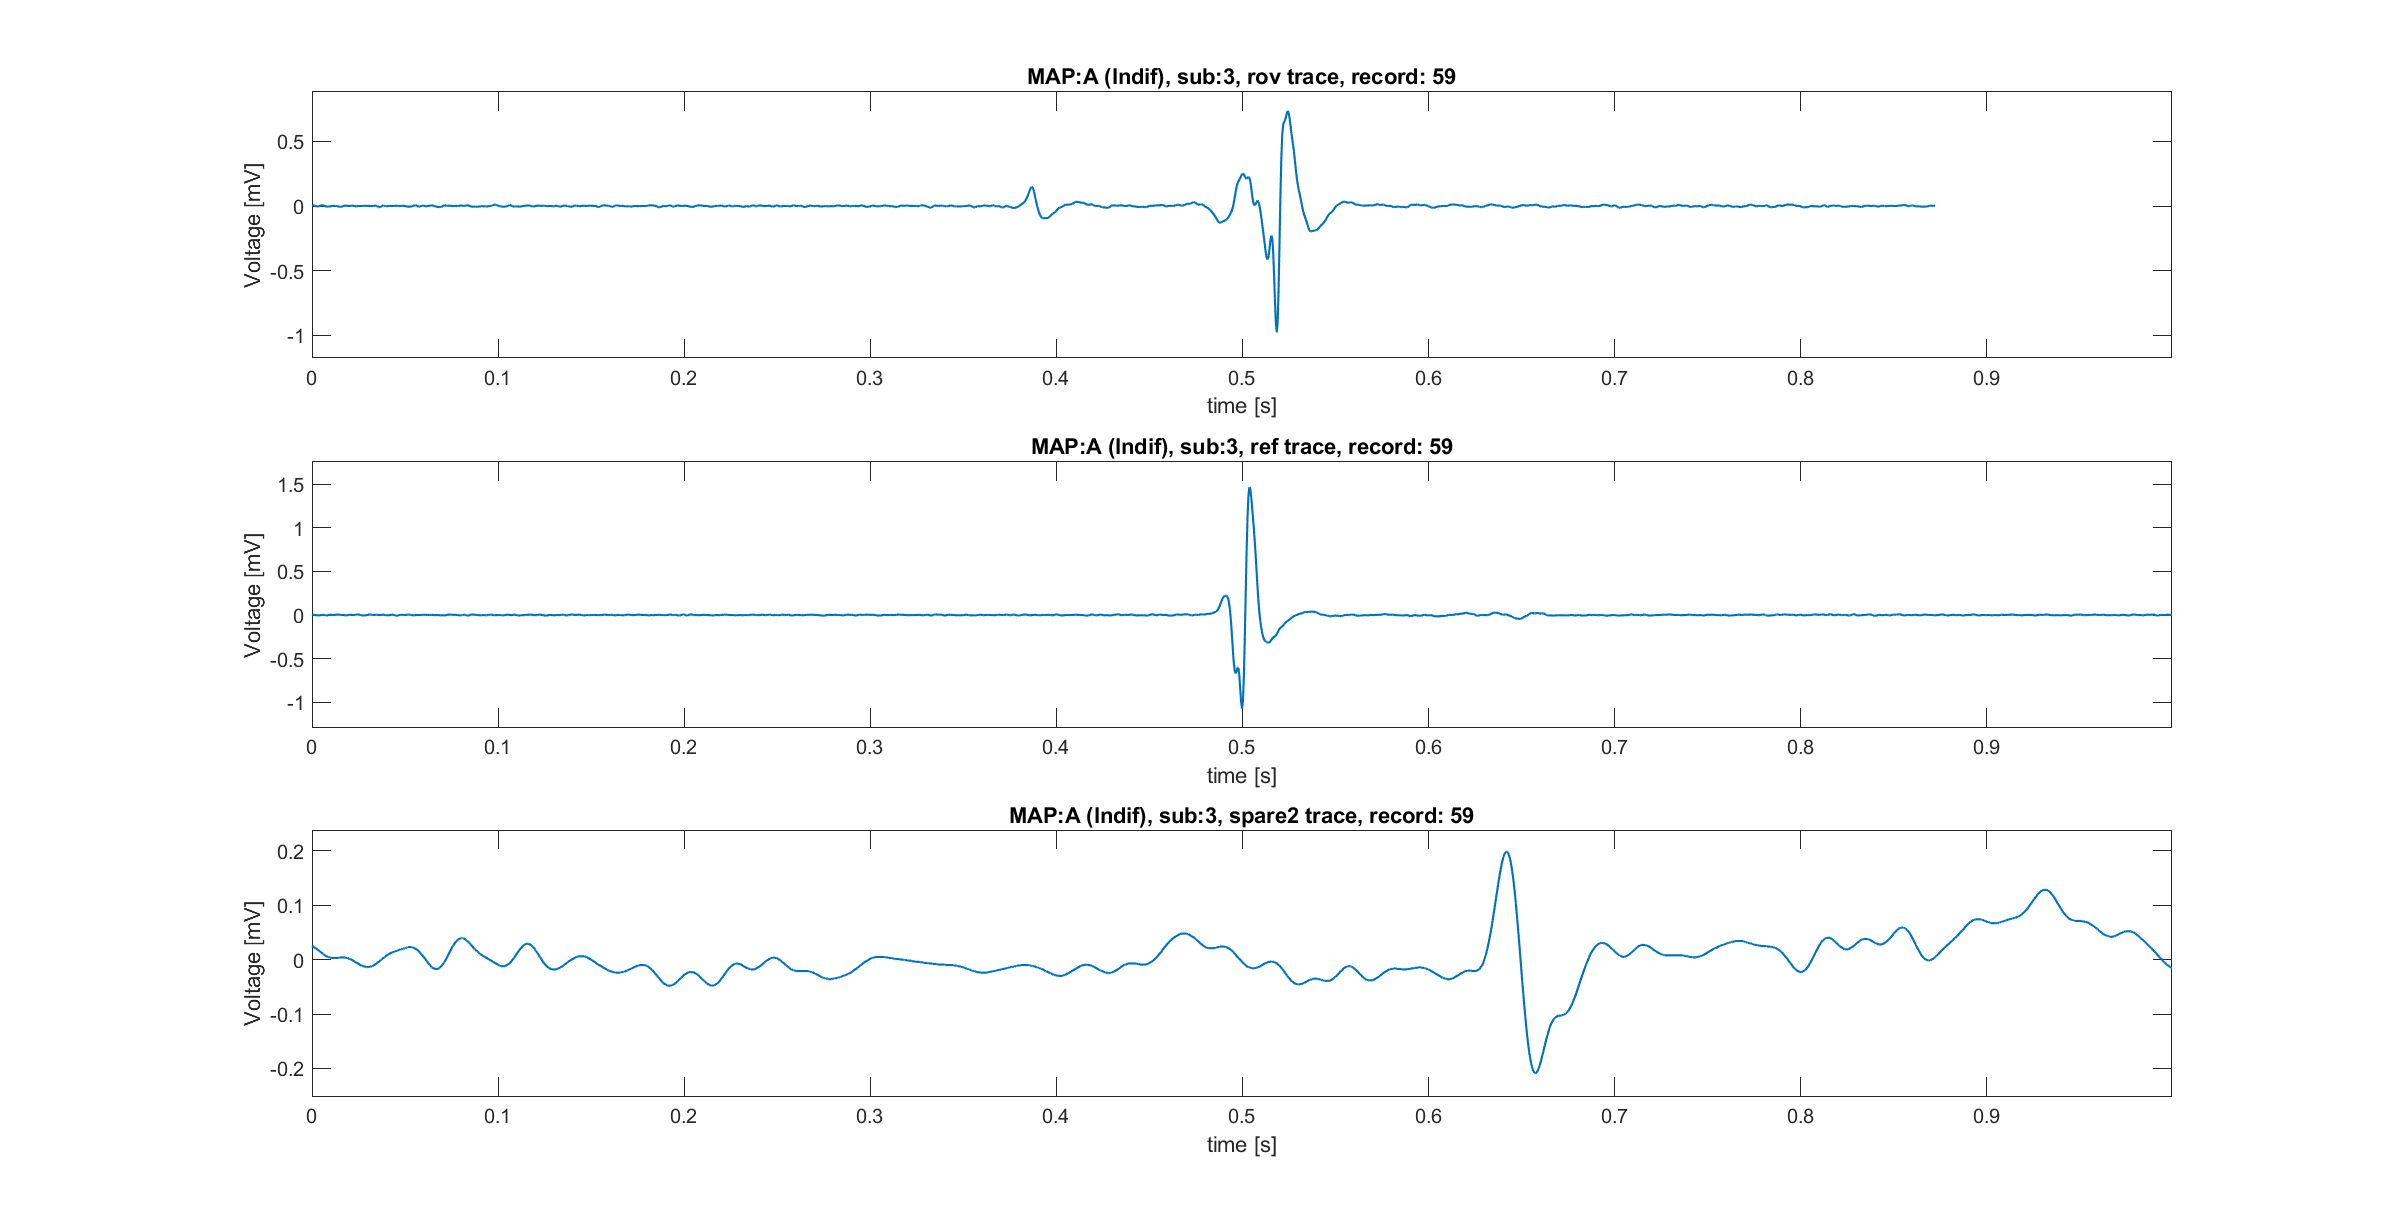 MAP:A (Indif), sub:3, rov trace, record: 59
Voltage [mV]
0.5
0
-0.5
-1
0 0.1 0.2 0.3 0.4 0.5 0.6 0.7 0.8 0.9
time [s]
MAP:A (Indif), sub:3, ref trace, record: 59
Voltage [mV]
1.5
1
0.5
0
-0.5
-1
0 0.1 0.2 0.3 0.4 0.5 0.6 0.7 0.8 0.9
time [s]
MAP:A (Indif), sub:3, spare2 trace, record: 59
Voltage [mV]
0.2
0.1
0
-0.1
-0.2
0 0.1 0.2 0.3 0.4 0.5 0.6 0.7 0.8 0.9
time [s]